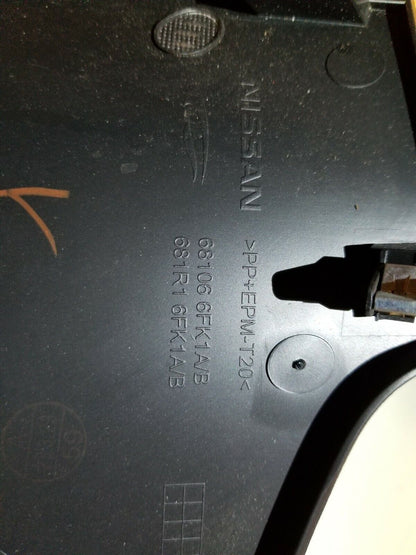 NISSAN
>PP+EPM-T20<
68106 6FK1A/B
681R1 6FK1A/B